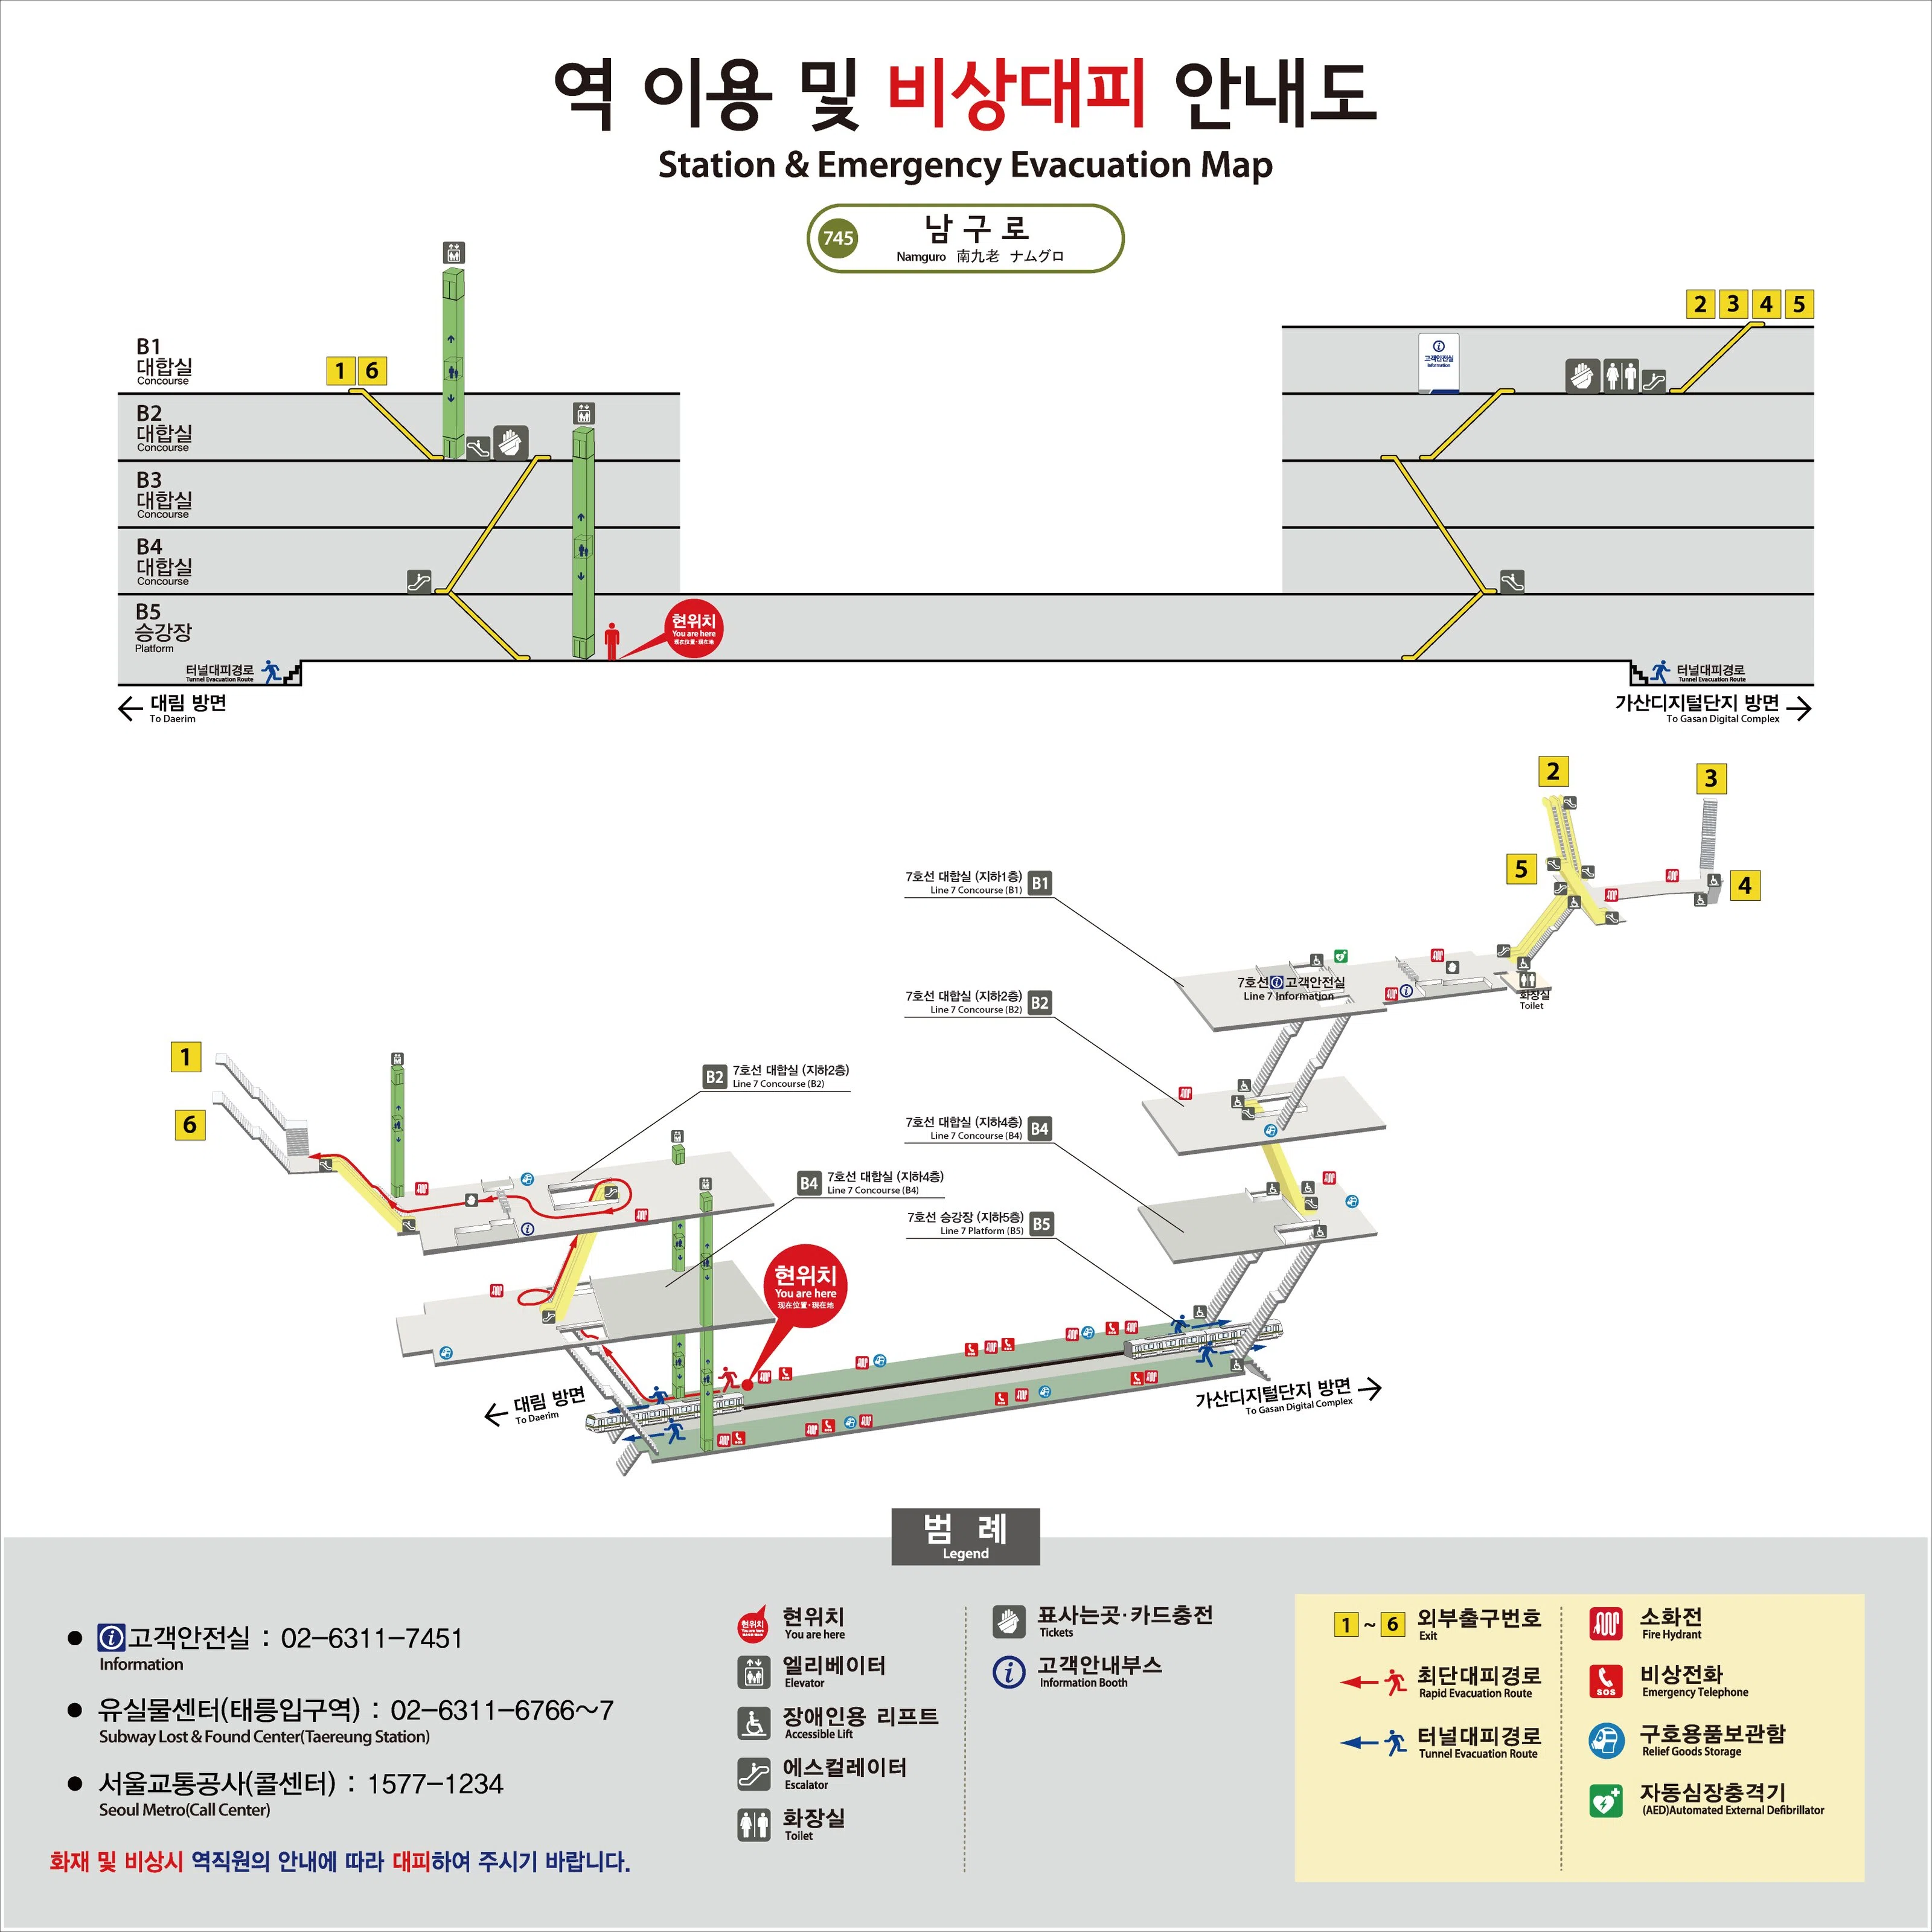 역 이용 및 비상대피 안내도
Station & Emergency Evacuation Map
745
남구로
Namguro 南九老 ナムグロ
B1
대합실
Concourse
1 6
2 3 4 5
고객안전실
Information
B2
대합실
Concourse
B3
대합실
Concourse
B4
대합실
Concourse
B5
승강장
Platform
현위치
You are here
现在位置·現在地
터널대피경로
Tunnel Evacuation Route
터널대피경로
Tunnel Evacuation Route
대림 방면
To Daerim
가산디지털단지 방면
To Gasan Digital Complex
2
3
5
4
7호선 대합실 (지하1층)
Line 7 Concourse (B1)
B1
7호선 고객안전실
Line 7 Information
화장실
Toilet
7호선 대합실 (지하2층)
Line 7 Concourse (B2)
B2
1
6
B2
7호선 대합실 (지하2층)
Line 7 Concourse (B2)
7호선 대합실 (지하4층)
Line 7 Concourse (B4)
B4
B4
7호선 대합실 (지하4층)
Line 7 Concourse (B4)
7호선 승강장 (지하5층)
Line 7 Platform (B5)
B5
현위치
You are here
现在位置·現在地
대림 방면
To Daerim
가산디지털단지 방면
To Gasan Digital Complex
범 례
Legend
● 고객안전실 : 02-6311-7451
Information
● 유실물센터(태릉입구역) : 02-6311-6766~7
Subway Lost & Found Center(Taereung Station)
● 서울교통공사(콜센터) : 1577-1234
Seoul Metro(Call Center)
화재 및 비상시 역직원의 안내에 따라 대피하여 주시기 바랍니다.
현위치
You are here
엘리베이터
Elevator
장애인용 리프트
Accessible Lift
에스컬레이터
Escalator
화장실
Toilet
표사는곳·카드충전
Tickets
고객안내부스
Information Booth
1 ~ 6 외부출구번호
Exit
최단대피경로
Rapid Evacuation Route
터널대피경로
Tunnel Evacuation Route
소화전
Fire Hydrant
SOS
비상전화
Emergency Telephone
구호용품보관함
Relief Goods Storage
자동심장충격기
(AED)Automated External Defibrillator